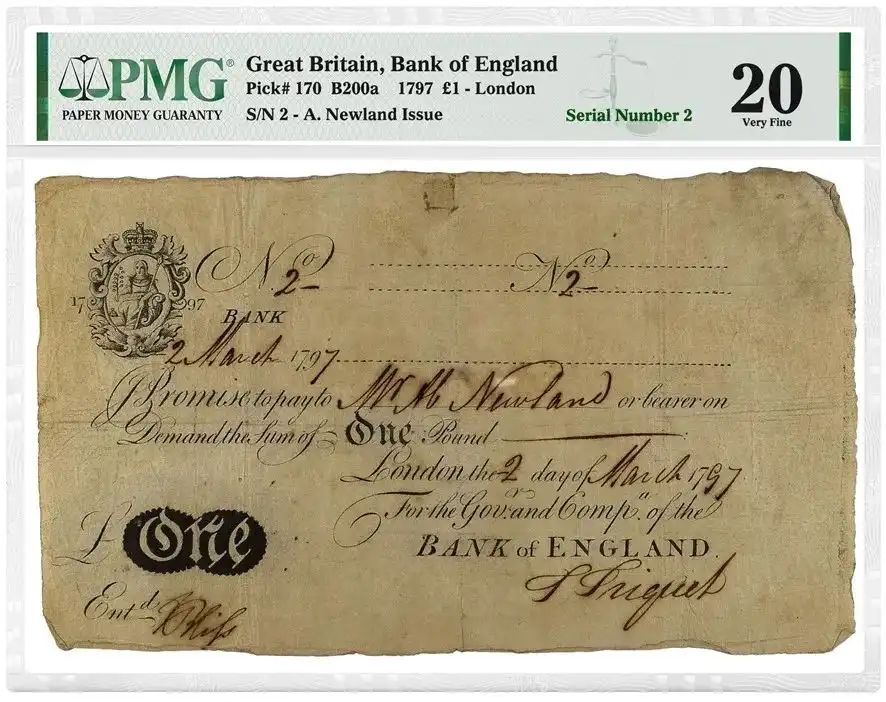 PMG®
PAPER MONEY GUARANTY
Great Britain, Bank of England
Pick# 170 B200a 1797 £1 - London
S/N 2 - A. Newland Issue
Serial Number 2
20
Very Fine
No 2 No 2
17 97
BANK
2 March 1797
I Promise to pay to Mr Ab Newland or bearer on
Demand the Sum of One Pound
London the 2 day of March 1797
For the Govr. and Compa. of the
BANK of ENGLAND.
£ One
Entd.